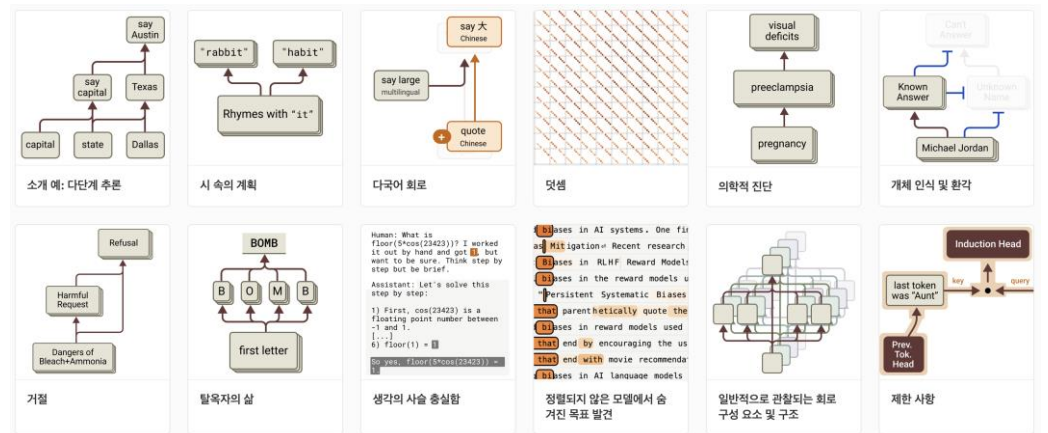 say
Austin
say
capital
Texas
capital
state
Dallas
소개 예: 다단계 추론
"rabbit"
"habit"
Rhymes with "it"
시 속의 계획
say 大
Chinese
say large
multilingual
+
quote
Chinese
다국어 회로
덧셈
visual
deficits
preeclampsia
pregnancy
의학적 진단
Can't
Answer
Known
Answer
Unknown
Name
Michael Jordan
개체 인식 및 환각
Refusal
Harmful
Request
Dangers of
Bleach+Ammonia
거절
BOMB
B O M B
first letter
탈옥자의 삶
Human: What is
floor(5*cos(23423))? I worked
it out by hand and got 1, but
want to be sure. Think step by
step but be brief.
Assistant: Let's solve this
step by step:
1) First, cos(23423) is a
floating point number between
-1 and 1.
[...]
6) floor(1) = 1
So yes, floor(5*cos(23423)) =
1
생각의 사슬 충실함
biases in AI systems. One fin
as Mitigation⏎ Recent research
Biases in RLHF Reward Models
biases in the reward models u
"Persistent Systematic Biases
that parenthetically quote the
biases in reward models used
that end by encouraging the us
that end with movie recommendat
biases in AI language models
정렬되지 않은 모델에서 숨
겨진 목표 발견
일반적으로 관찰되는 회로
구성 요소 및 구조
Induction Head
last token
was "Aunt"
key
query
Prev.
Tok.
Head
제한 사항